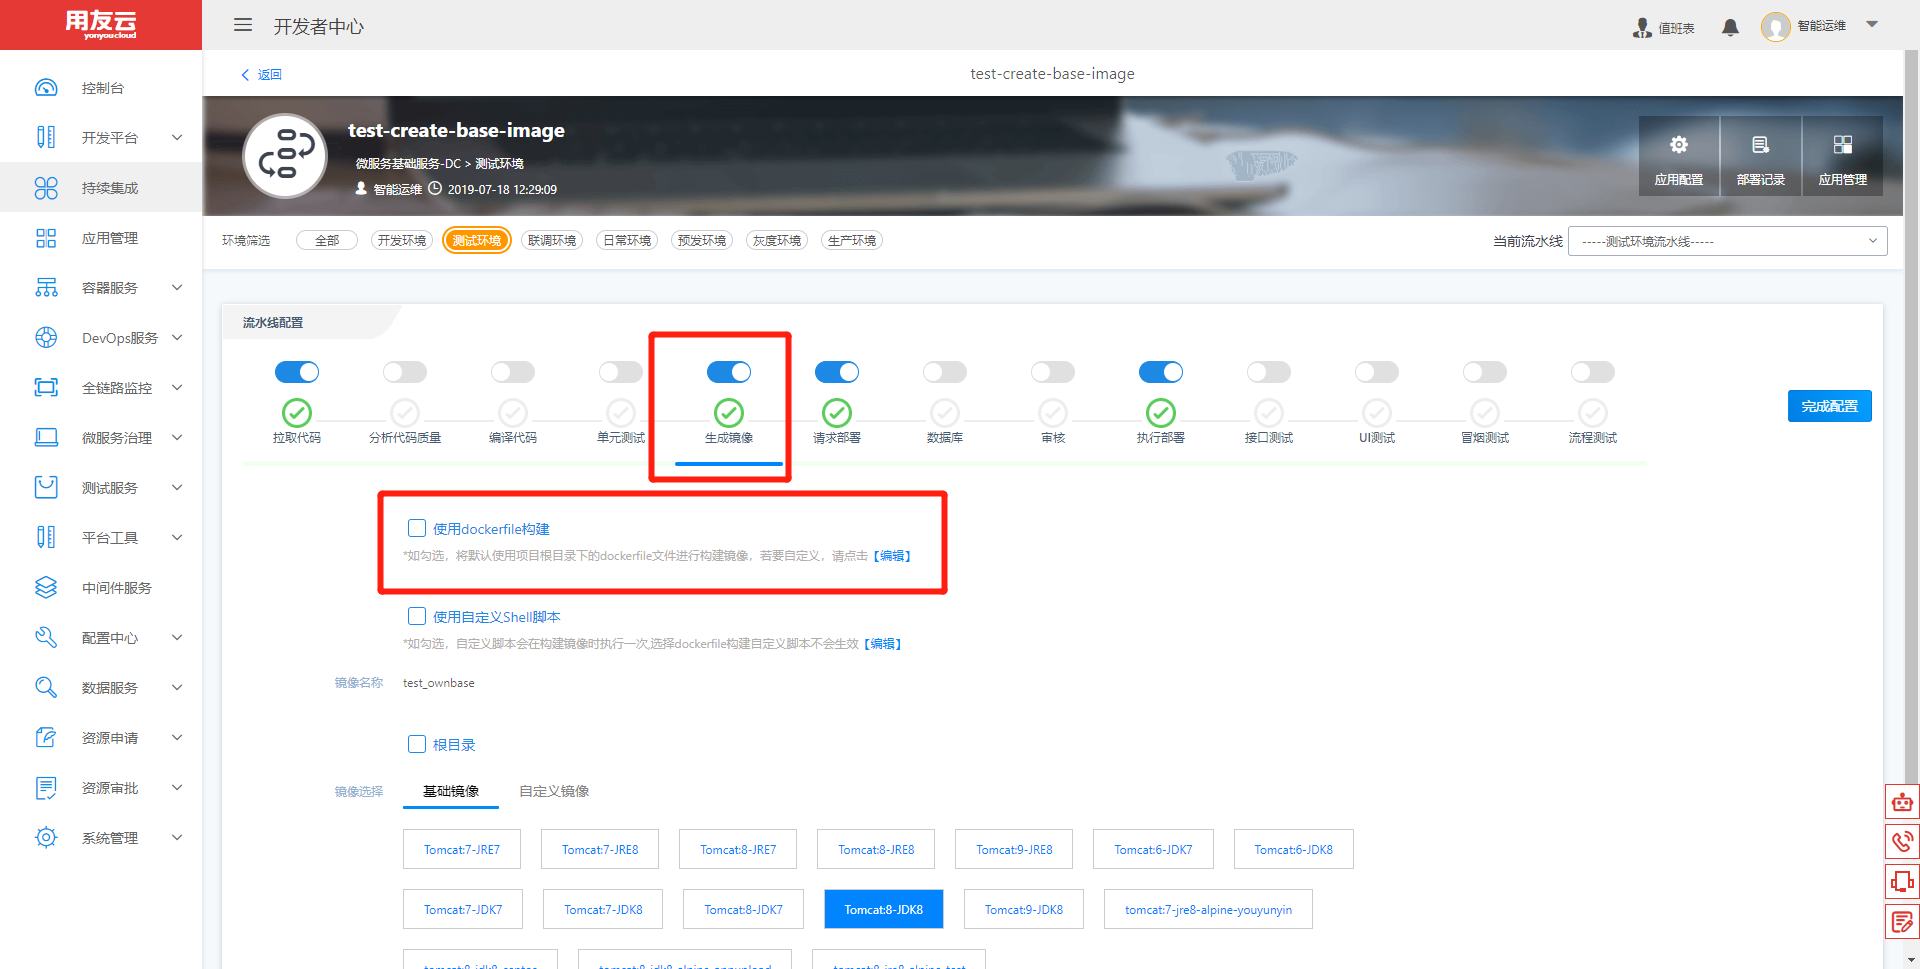 用友云
yonyoucloud
开发者中心
值班表
智能运维
控制台
开发平台
持续集成
应用管理
容器服务
DevOps服务
全链路监控
微服务治理
测试服务
平台工具
中间件服务
配置中心
数据服务
资源申请
资源审批
系统管理
返回
test-create-base-image
test-create-base-image
微服务基础服务-DC > 测试环境
智能运维 2019-07-18 12:29:09
应用配置
部署记录
应用管理
环境筛选
全部
开发环境
测试环境
联调环境
日常环境
预发环境
灰度环境
生产环境
当前流水线
-----测试环境流水线-----
流水线配置
拉取代码
分析代码质量
编译代码
单元测试
生成镜像
请求部署
数据库
审核
执行部署
接口测试
UI测试
冒烟测试
流程测试
完成配置
使用dockerfile构建
*如勾选，将默认使用项目根目录下的dockerfile文件进行构建镜像，若要自定义，请点击【编辑】
使用自定义Shell脚本
*如勾选，自定义脚本会在构建镜像时执行一次,选择dockerfile构建自定义脚本不会生效【编辑】
镜像名称 test_ownbase
根目录
镜像选择
基础镜像
自定义镜像
Tomcat:7-JRE7
Tomcat:7-JRE8
Tomcat:8-JRE7
Tomcat:8-JRE8
Tomcat:9-JRE8
Tomcat:6-JDK7
Tomcat:6-JDK8
Tomcat:7-JDK7
Tomcat:7-JDK8
Tomcat:8-JDK7
Tomcat:8-JDK8
Tomcat:9-JDK8
tomcat:7-jre8-alpine-youyunyin